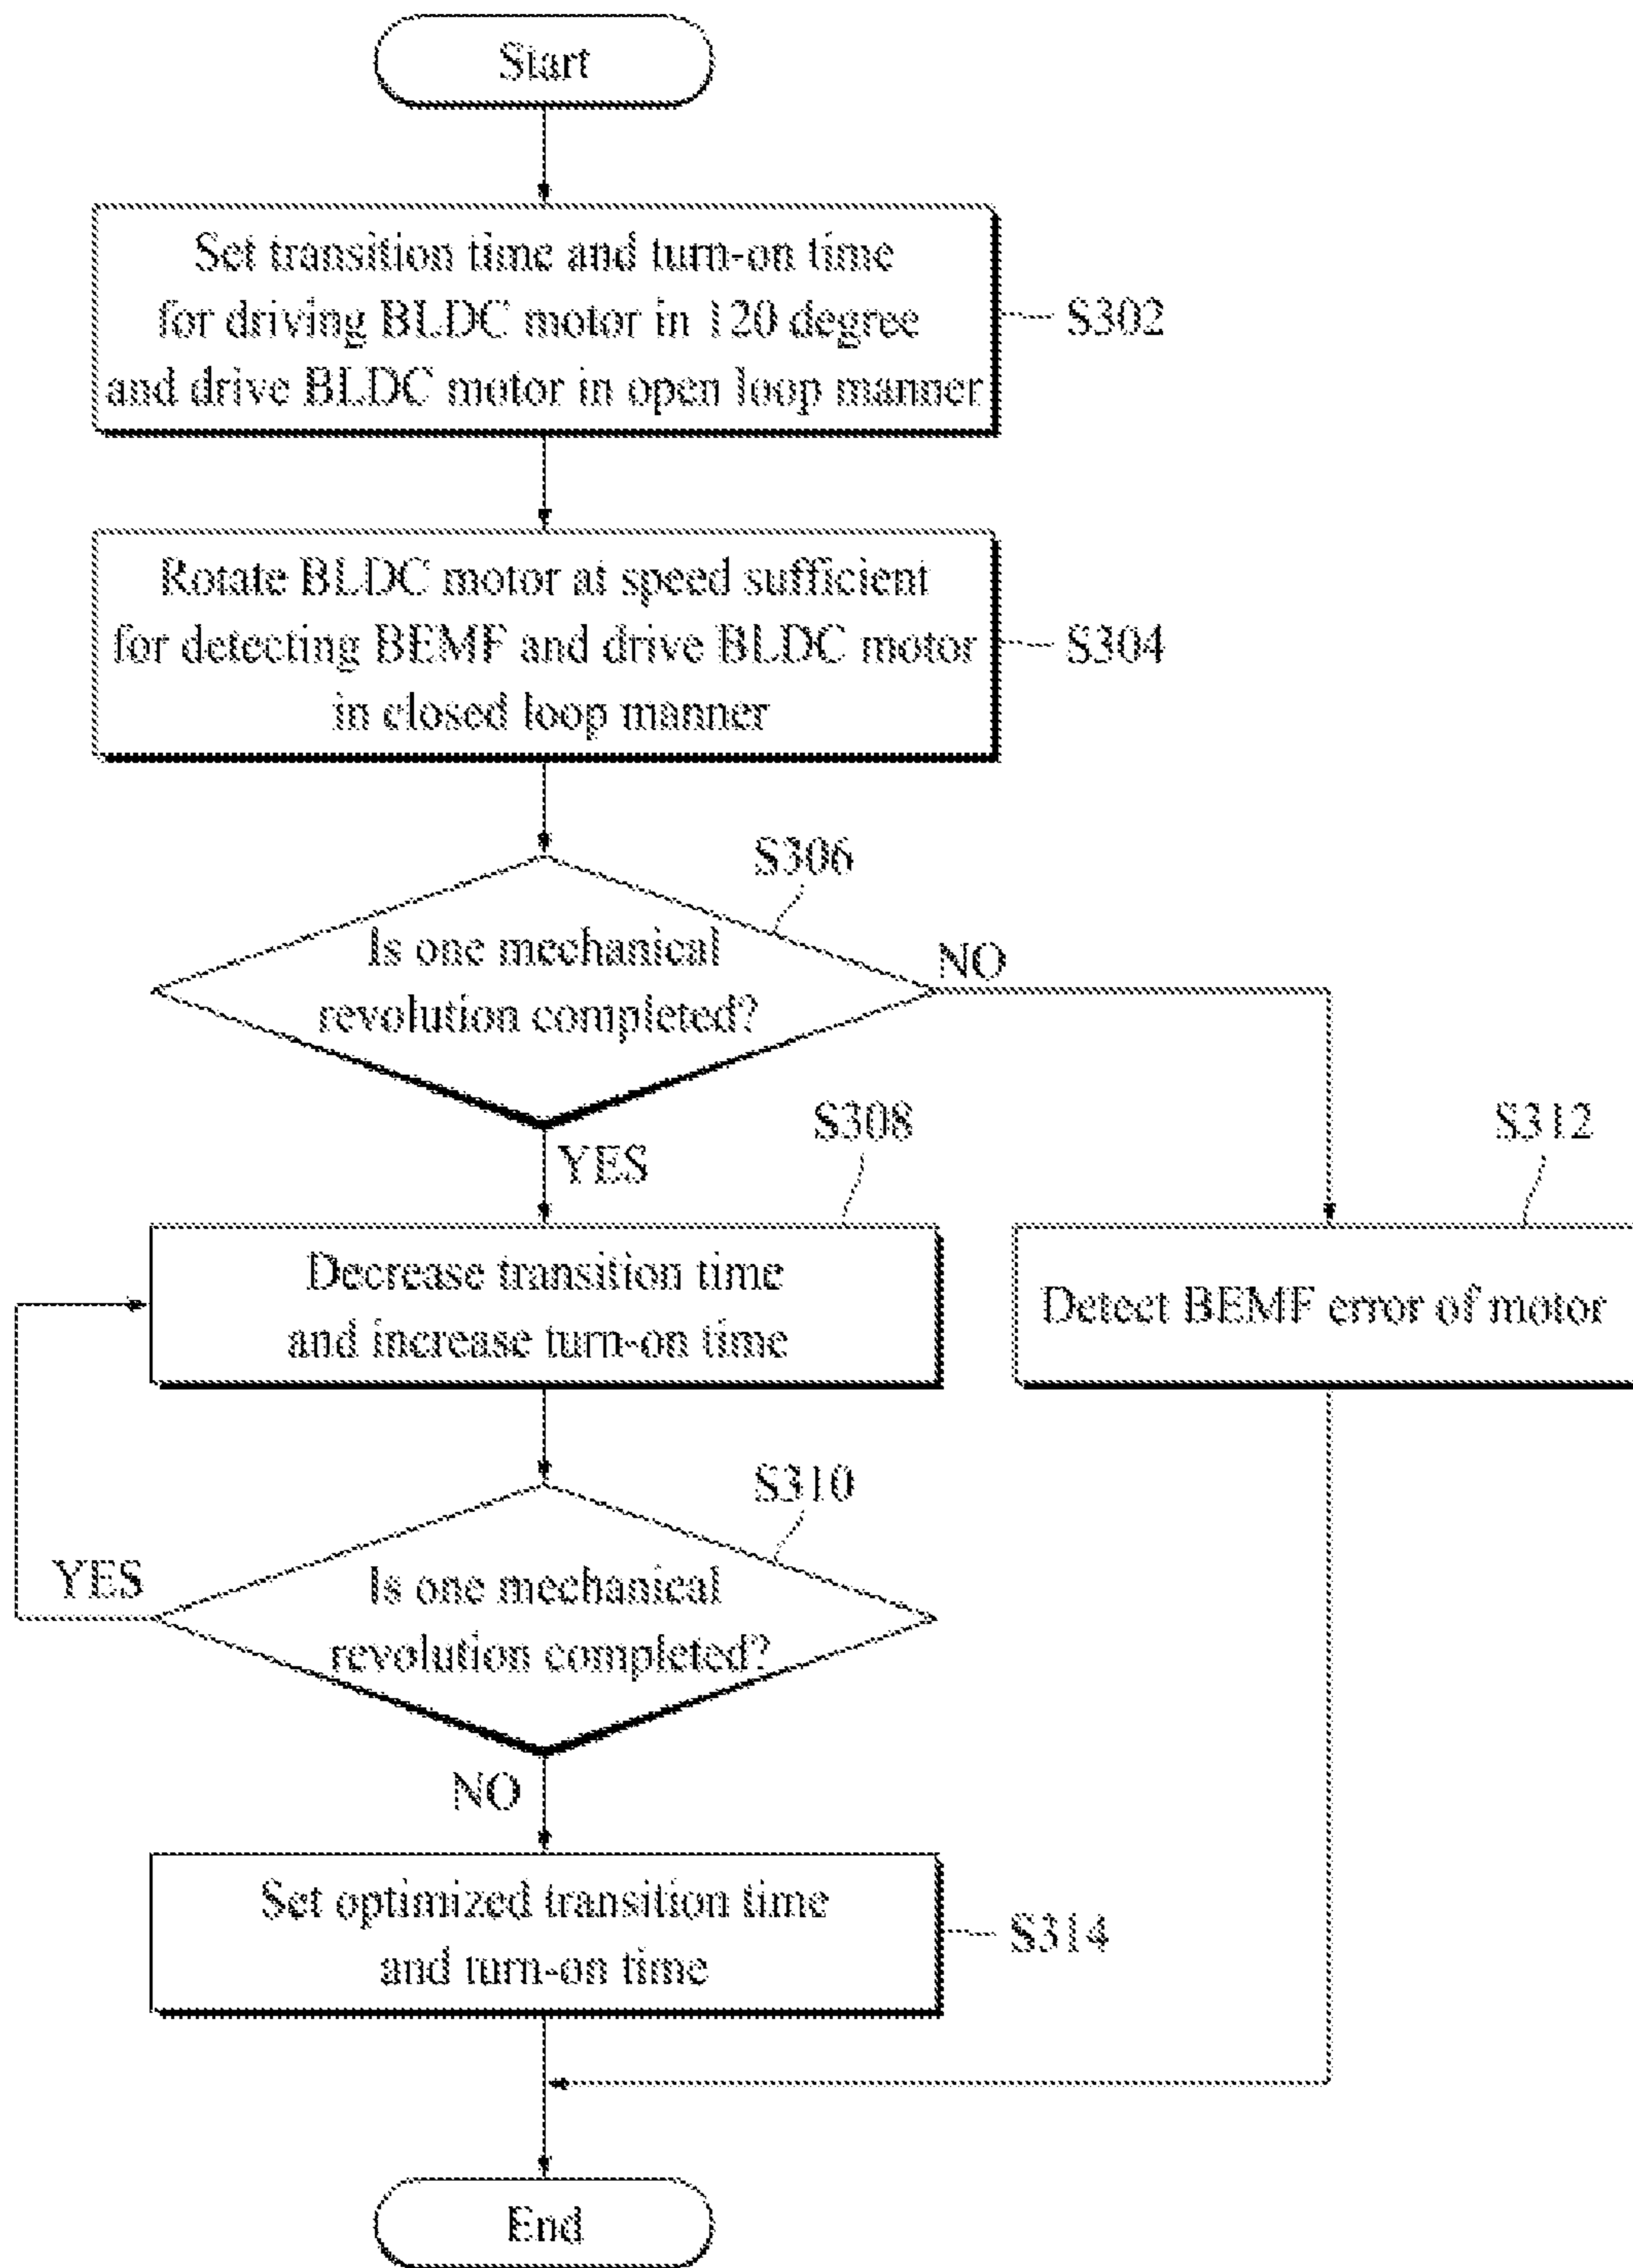 Start
Set transition time and turn-on time
for driving BLDC motor in 120 degree
and drive BLDC motor in open loop manner
S302
Rotate BLDC motor at speed sufficient
for detecting BEMF and drive BLDC motor
in closed loop manner
S304
S306
Is one mechanical
revolution completed?
NO
YES
S308
S312
Decrease transition time
and increase turn-on time
Detect BEMF error of motor
S310
Is one mechanical
revolution completed?
YES
NO
Set optimized transition time
and turn-on time
S314
End